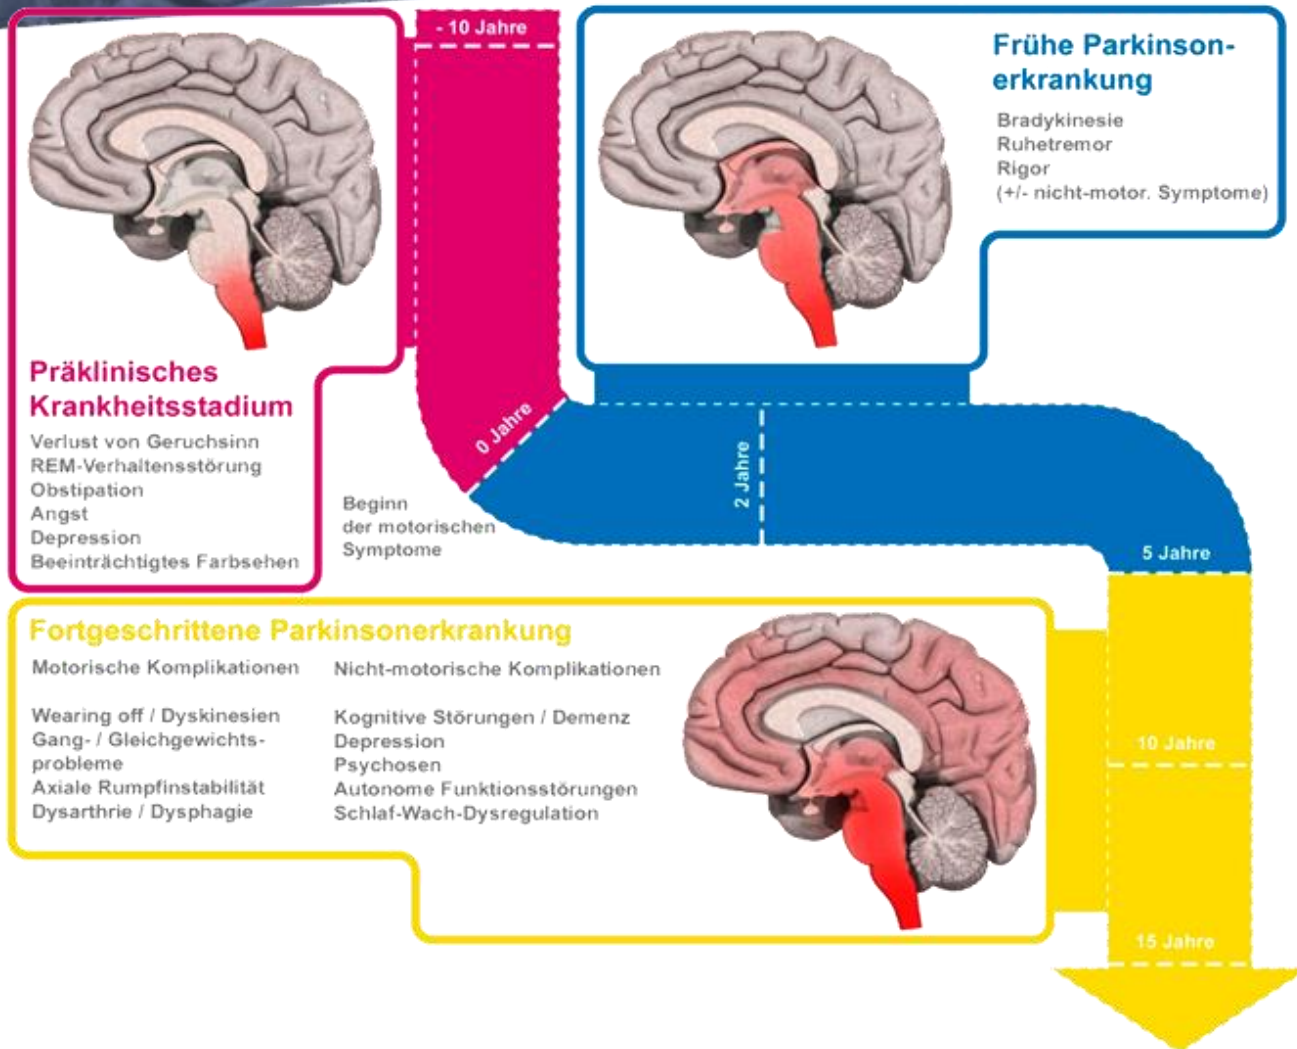 - 10 Jahre
Präklinisches
Krankheitsstadium
Verlust von Geruchsinn
REM-Verhaltensstörung
Obstipation
Angst
Depression
Beeinträchtigtes Farbsehen
0 Jahre
Beginn
der motorischen
Symptome
Frühe Parkinson-
erkrankung
Bradykinesie
Ruhetremor
Rigor
(+/- nicht-motor. Symptome)
2 Jahre
5 Jahre
Fortgeschrittene Parkinsonerkrankung
Motorische Komplikationen
Wearing off / Dyskinesien
Gang- / Gleichgewichts-
probleme
Axiale Rumpfinstabilität
Dysarthrie / Dysphagie
Nicht-motorische Komplikationen
Kognitive Störungen / Demenz
Depression
Psychosen
Autonome Funktionsstörungen
Schlaf-Wach-Dysregulation
10 Jahre
15 Jahre